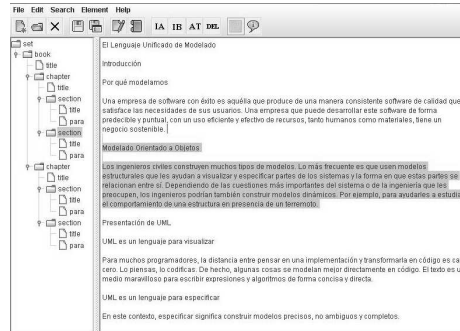 File Edit Search Element Help
IA IB AT DEL
set
book
title
chapter
title
section
title
para
section
title
para
chapter
title
section
title
para
section
title
para
El Lenguaje Unificado de Modelado
Introducción
Por qué modelamos
Una empresa de software con éxito es aquélla que produce de una manera consistente software de calidad que
satisface las necesidades de sus usuarios. Una empresa que puede desarrollar este software de forma
predecible y puntual, con un uso eficiente y efectivo de recursos, tanto humanos como materiales, tiene un
negocio sostenible.
Modelado Orientado a Objetos
Los ingenieros civiles construyen muchos tipos de modelos. Lo más frecuente es que usen modelos
estructurales que les ayudan a visualizar y especificar partes de los sistemas y la forma en que estas partes se
relacionan entre sí. Dependiendo de las cuestiones más importantes del sistema o de la ingeniería que les
preocupen, los ingenieros podrían también construir modelos dinámicos. Por ejemplo, para ayudarles a estudia
el comportamiento de una estructura en presencia de un terremoto.
Presentación de UML
UML es un lenguaje para visualizar
Para muchos programadores, la distancia entre pensar en una implementación y transformarla en código es ca
cero. Lo piensas, lo codificas. De hecho, algunas cosas se modelan mejor directamente en código. El texto es u
medio maravilloso para escribir expresiones y algoritmos de forma concisa y directa.
UML es un lenguaje para especificar
En este contexto, especificar significa construir modelos precisos, no ambiguos y completos.